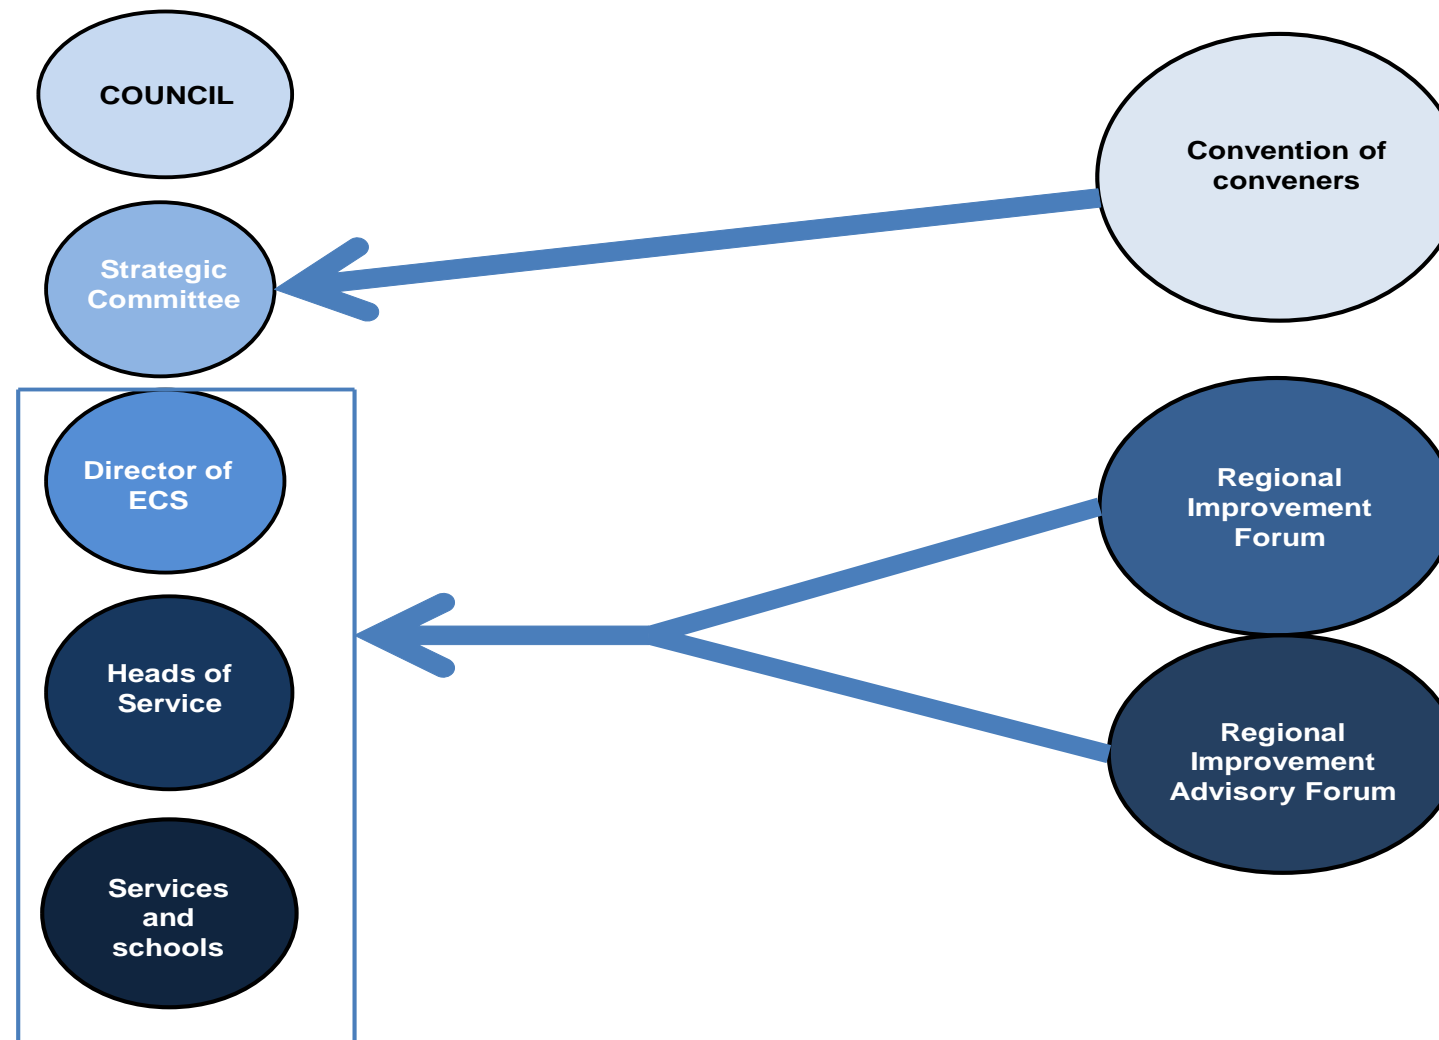 COUNCIL
Strategic
Committee
Director of
ECS
Heads of
Service
Services
and
schools
Convention of
conveners
Regional
Improvement
Forum
Regional
Improvement
Advisory Forum